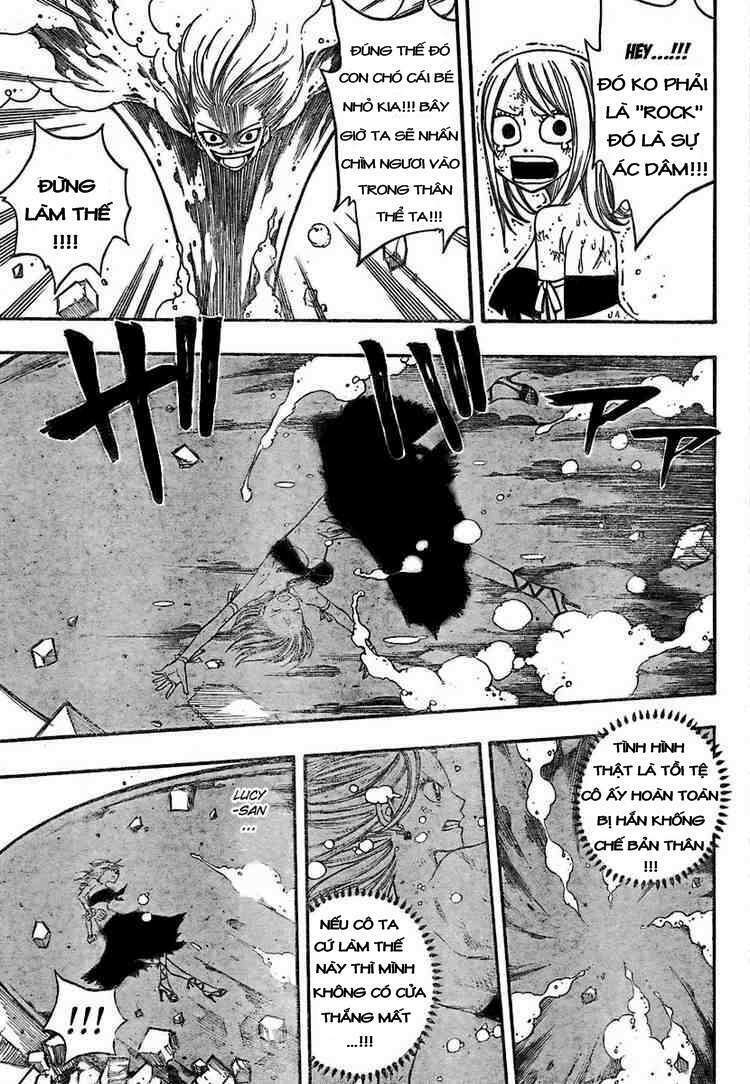 HEY...!!!
ĐÓ KO PHẢI
LÀ "ROCK"
ĐÓ LÀ SỰ
ÁC DÂM!!!
ĐÚNG THẾ ĐÓ
CON CHÓ CÁI BÉ
NHỎ KIA!!! BÂY
GIỜ TA SẼ NHẤN
CHÌM NGƯƠI VÀO
TRONG THÂN
THỂ TA!!!
ĐỪNG
LÀM THẾ
!!!!
アア
TÌNH HÌNH
THẬT LÀ TỒI TỆ
CÔ ẤY HOÀN TOÀN
BỊ HẮN KHỐNG
CHẾ BẢN THÂN
!!!
NẾU CÔ TA
CỨ LÀM THẾ
NÀY THÌ MÌNH
KHÔNG CÓ CỬA
THẮNG MẤT
...!!!
LUCY
-SAN
...
!!!